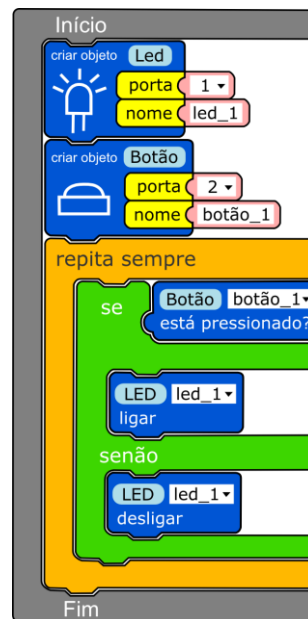 Início
criar objeto Led
porta 1
nome led_1
criar objeto Botão
porta 2
nome botão_1
repita sempre
se Botão botão_1
está pressionado?
LED led_1
ligar
senão
LED led_1
desligar
Fim